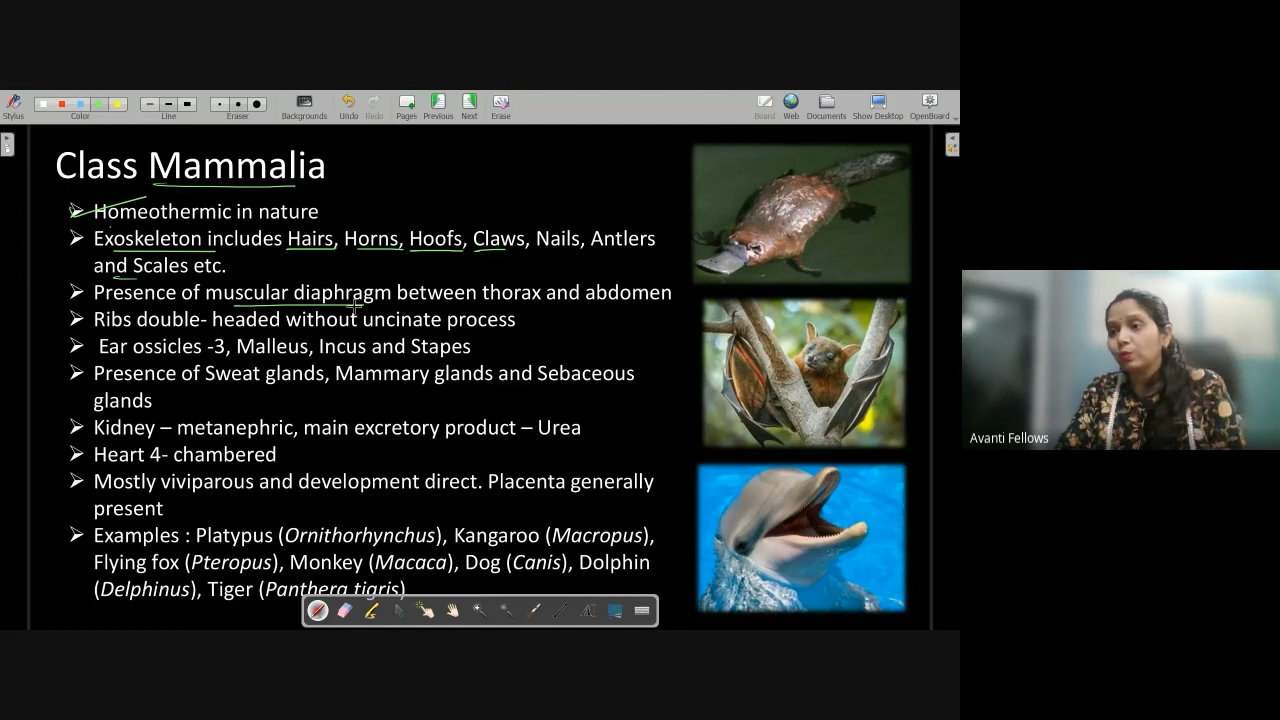 Stylus Color Line Eraser Backgrounds Undo Redo Pages Previous Next Erase Board Web Documents Show Desktop OpenBoard
Class Mammalia
Homeothermic in nature
Exoskeleton includes Hairs, Horns, Hoofs, Claws, Nails, Antlers
and Scales etc.
Presence of muscular diaphragm between thorax and abdomen
Ribs double- headed without uncinate process
Ear ossicles -3, Malleus, Incus and Stapes
Presence of Sweat glands, Mammary glands and Sebaceous
glands
Kidney – metanephric, main excretory product – Urea
Heart 4- chambered
Mostly viviparous and development direct. Placenta generally
present
Examples : Platypus (Ornithorhynchus), Kangaroo (Macropus),
Flying fox (Pteropus), Monkey (Macaca), Dog (Canis), Dolphin
(Delphinus), Tiger (Panthera tigris)
Avanti Fellows